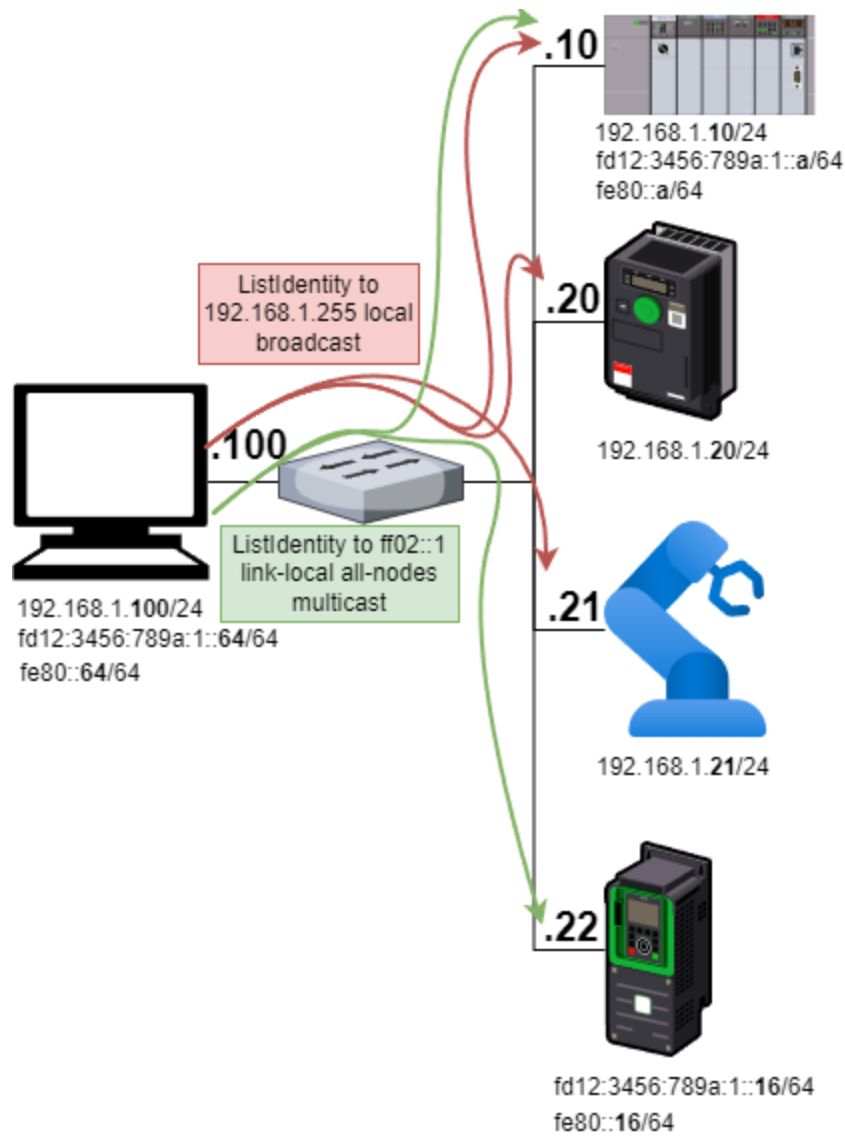 .10
192.168.1.10/24
fd12:3456:789a:1::a/64
fe80::a/64
ListIdentity to
192.168.1.255 local
broadcast
.20
192.168.1.20/24
.100
ListIdentity to ff02::1
link-local all-nodes
multicast
192.168.1.100/24
fd12:3456:789a:1::64/64
fe80::64/64
.21
192.168.1.21/24
.22
fd12:3456:789a:1::16/64
fe80::16/64